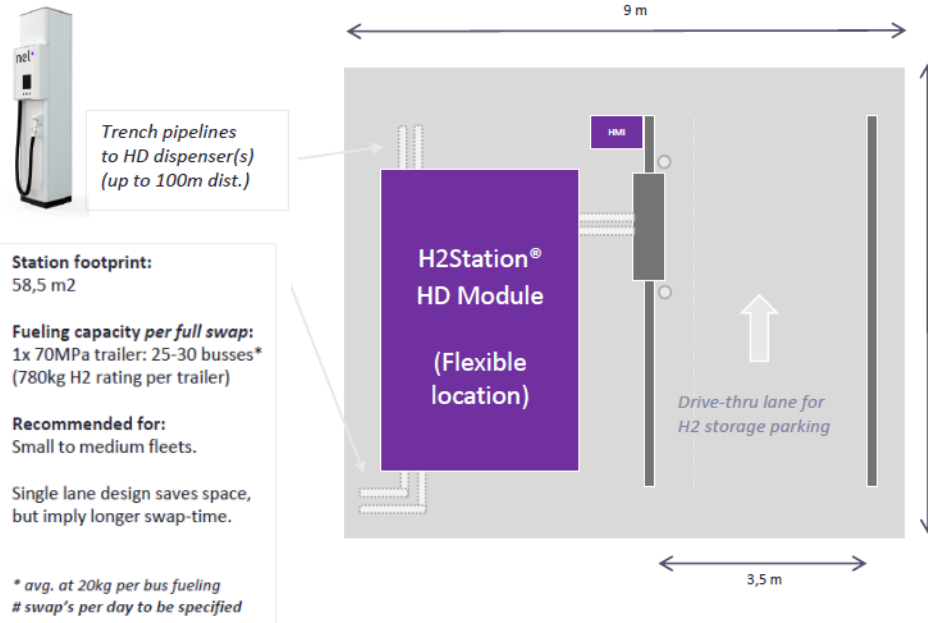 9 m
nel
Trench pipelines
to HD dispenser(s)
(up to 100m dist.)
HMI
H2Station®
HD Module
(Flexible
location)
Station footprint:
58,5 m2
Fueling capacity per full swap:
1x 70MPa trailer: 25-30 busses*
(780kg H2 rating per trailer)
Recommended for:
Small to medium fleets.
Single lane design saves space,
but imply longer swap-time.
* avg. at 20kg per bus fueling
# swap's per day to be specified
Drive-thru lane for
H2 storage parking
3,5 m